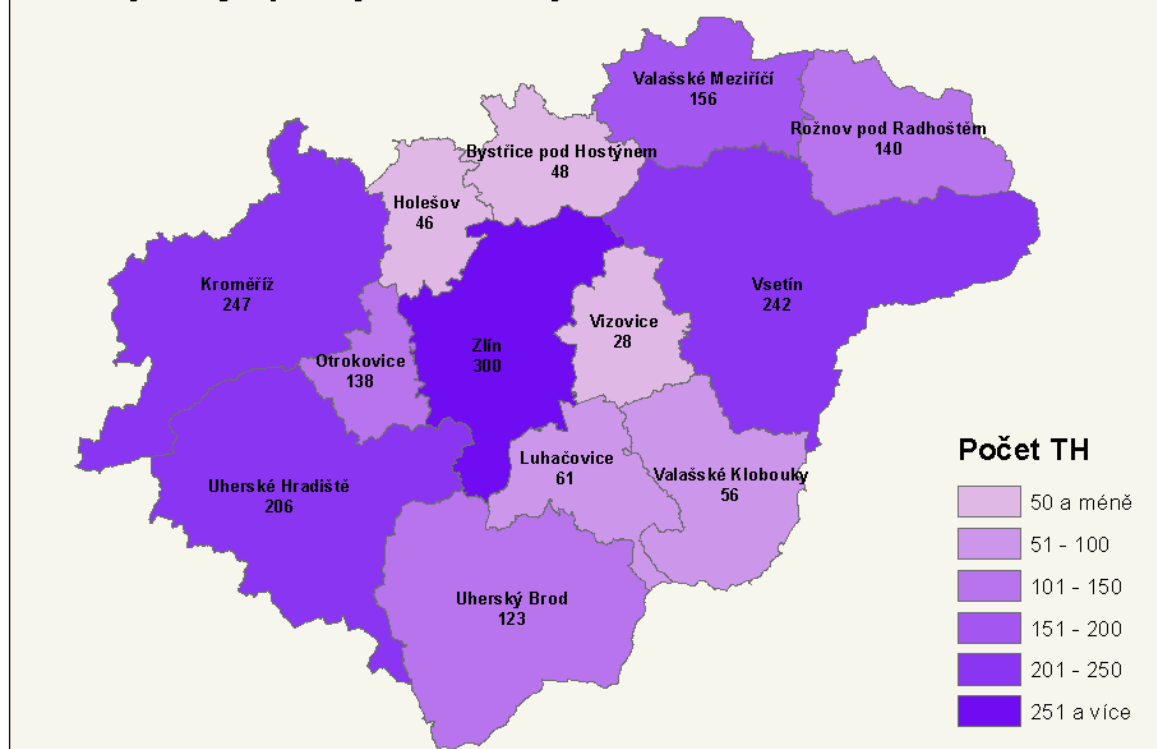 Valašské Meziříčí
156
Rožnov pod Radhoštěm
140
Bystřice pod Hostýnem
48
Holešov
46
Kroměříž
247
Vsetín
242
Vizovice
28
Zlín
300
Otrokovice
138
Luhačovice
61
Valašské Klobouky
56
Uherské Hradiště
206
Uherský Brod
123
Počet TH
50 a méně
51 - 100
101 - 150
151 - 200
201 - 250
251 a více